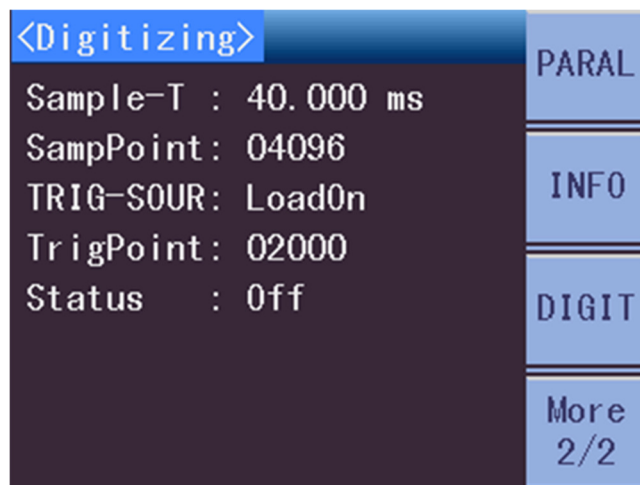 <Digitizing>
Sample-T : 40.000 ms
SampPoint: 04096
TRIG-SOUR: LoadOn
TrigPoint: 02000
Status : Off
PARAL
INFO
DIGIT
More
2/2